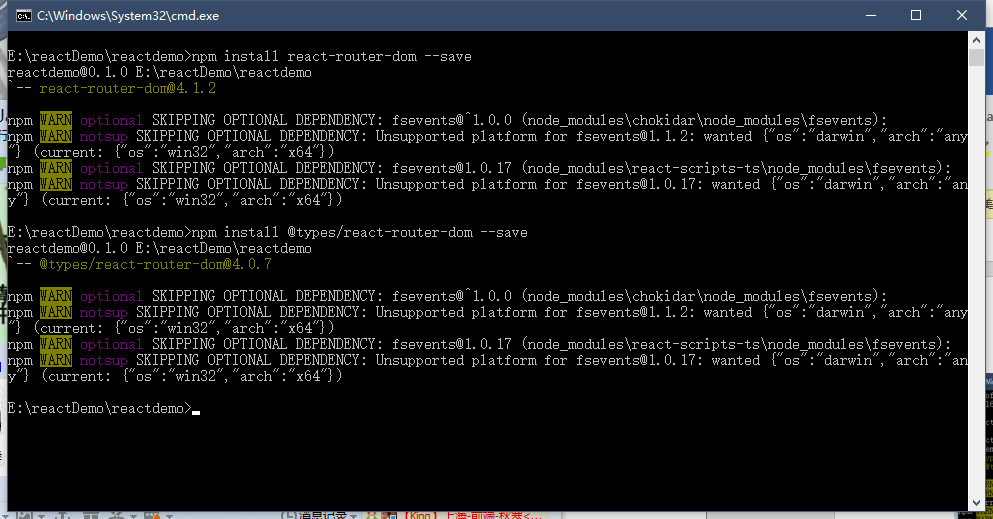 C:\Windows\System32\cmd.exe
E:\reactDemo\reactdemo>npm install react-router-dom --save
reactdemo@0.1.0 E:\reactDemo\reactdemo
`-- react-router-dom@4.1.2
npm WARN optional SKIPPING OPTIONAL DEPENDENCY: fsevents@^1.0.0 (node_modules\chokidar\node_modules\fsevents):
npm WARN notsup SKIPPING OPTIONAL DEPENDENCY: Unsupported platform for fsevents@1.1.2: wanted {"os":"darwin","arch":"any
"} (current: {"os":"win32","arch":"x64"})
npm WARN optional SKIPPING OPTIONAL DEPENDENCY: fsevents@1.0.17 (node_modules\react-scripts-ts\node_modules\fsevents):
npm WARN notsup SKIPPING OPTIONAL DEPENDENCY: Unsupported platform for fsevents@1.0.17: wanted {"os":"darwin","arch":"an
y"} (current: {"os":"win32","arch":"x64"})
E:\reactDemo\reactdemo>npm install @types/react-router-dom --save
reactdemo@0.1.0 E:\reactDemo\reactdemo
`-- @types/react-router-dom@4.0.7
npm WARN optional SKIPPING OPTIONAL DEPENDENCY: fsevents@^1.0.0 (node_modules\chokidar\node_modules\fsevents):
npm WARN notsup SKIPPING OPTIONAL DEPENDENCY: Unsupported platform for fsevents@1.1.2: wanted {"os":"darwin","arch":"any
"} (current: {"os":"win32","arch":"x64"})
npm WARN optional SKIPPING OPTIONAL DEPENDENCY: fsevents@1.0.17 (node_modules\react-scripts-ts\node_modules\fsevents):
npm WARN notsup SKIPPING OPTIONAL DEPENDENCY: Unsupported platform for fsevents@1.0.17: wanted {"os":"darwin","arch":"an
y"} (current: {"os":"win32","arch":"x64"})
E:\reactDemo\reactdemo>
消息记录